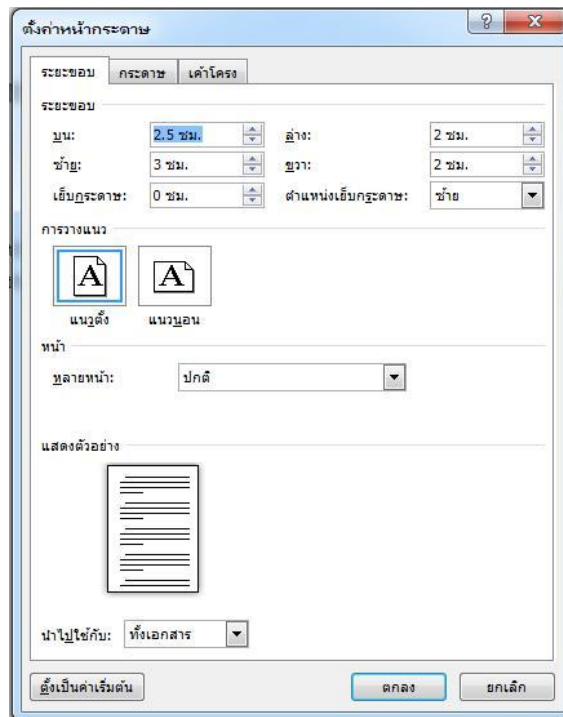 ตั้งค่าหน้ากระดาษ
ระยะขอบ กระดาษ เค้าโครง
ระยะขอบ
บน: 2.5 ซม. ล่าง: 2 ซม.
ซ้าย: 3 ซม. ขวา: 2 ซม.
เย็บกระดาษ: 0 ซม. ตำแหน่งเย็บกระดาษ: ซ้าย
การวางแนว
A A
แนวตั้ง แนวนอน
หน้า
หลายหน้า: ปกติ
แสดงตัวอย่าง
นำไปใช้กับ: ทั้งเอกสาร
ตั้งเป็นค่าเริ่มต้น ตกลง ยกเลิก